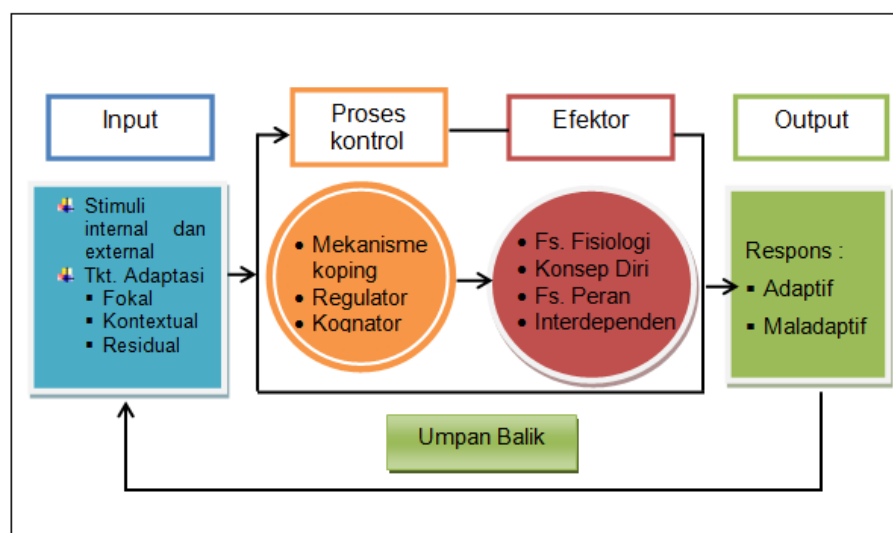 Input
Proses
kontrol
Efektor
Output
Stimuli
internal dan
external
Tkt. Adaptasi
Fokal
Kontextual
Residual
Mekanisme
koping
Regulator
Kognator
Fs. Fisiologi
Konsep Diri
Fs. Peran
Interdependen
Respons :
Adaptif
Maladaptif
Umpan Balik